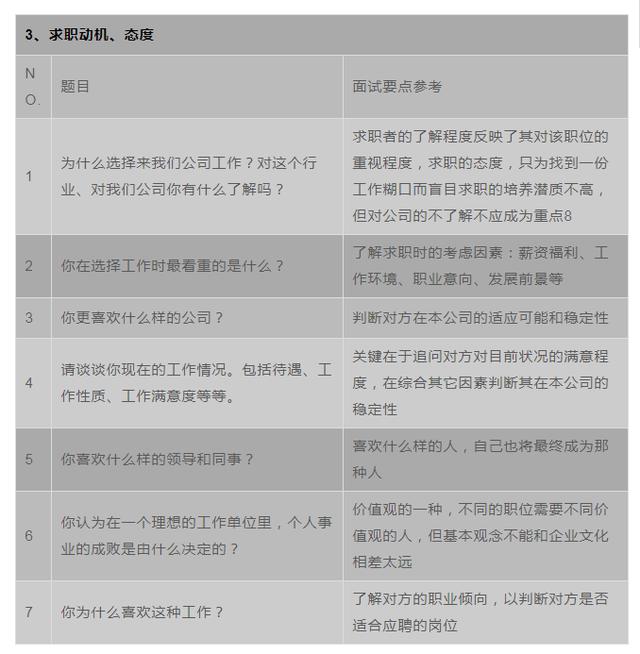 3、求职动机、态度
N
O.
题目
面试要点参考
1
为什么选择来我们公司工作？对这个行
业、对我们公司你有什么了解吗？
求职者的了解程度反映了其对该职位的
重视程度，求职的态度，只为找到一份
工作糊口而盲目求职的培养潜质不高，
但对公司的不了解不应成为重点8
2
你在选择工作时最看重的是什么？
了解求职时的考虑因素：薪资福利、工
作环境、职业意向、发展前景等
3
你更喜欢什么样的公司？
判断对方在本公司的适应可能和稳定性
4
请谈谈你现在的工作情况。包括待遇、工
作性质、工作满意度等等。
关键在于追问对方对目前状况的满意程
度，在综合其它因素判断其在本公司的
稳定性
5
你喜欢什么样的领导和同事？
喜欢什么样的人，自己也将最终成为那
种人
6
你认为在一个理想的工作单位里，个人事
业的成败是由什么决定的？
价值观的一种，不同的职位需要不同价
值观的人，但基本观念不能和企业文化
相差太远
7
你为什么喜欢这种工作？
了解对方的职业倾向，以判断对方是否
适合应聘的岗位